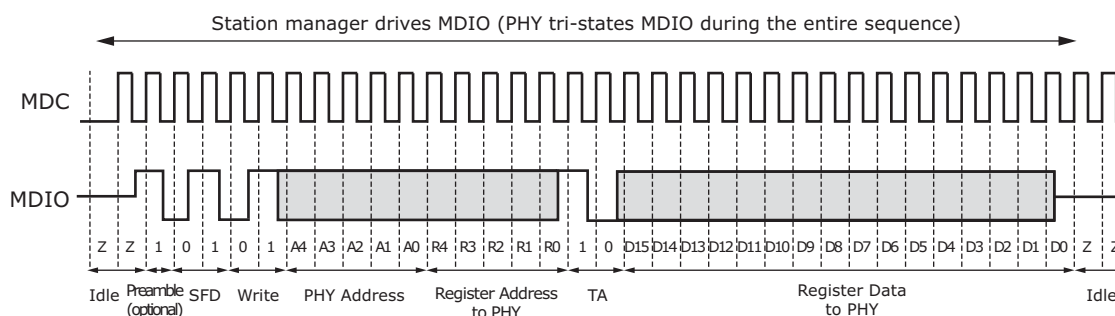 Station manager drives MDIO (PHY tri-states MDIO during the entire sequence)
MDC
MDIO
Z Z 1 0 1 0 1 A4 A3 A2 A1 A0 R4 R3 R2 R1 R0 1 0 D15 D14 D13 D12 D11 D10 D9 D8 D7 D6 D5 D4 D3 D2 D1 D0 Z Z
Idle Preamble SFD Write PHY Address Register Address TA Register Data Idle
(optional) to PHY to PHY